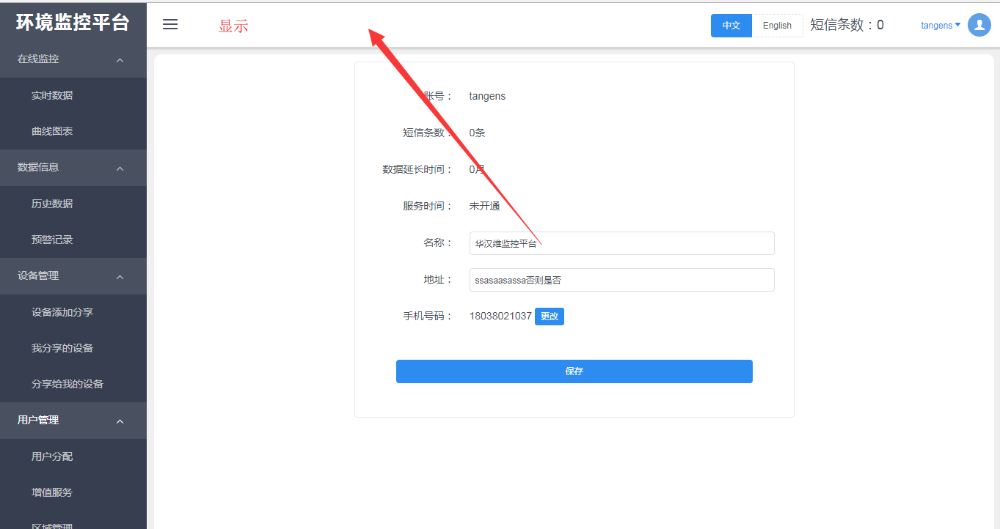 环境监控平台
显示
中文 English 短信条数：0 tangens
在线监控
实时数据
曲线图表
数据信息
历史数据
预警记录
设备管理
设备添加分享
我分享的设备
分享给我的设备
用户管理
用户分配
增值服务
区域管理
账号： tangens
短信条数： 0条
数据延长时间： 0月
服务时间： 未开通
名称： 华汉维监控平台
地址： ssasaasassa否则是否
手机号码： 18038021037 更改
保存